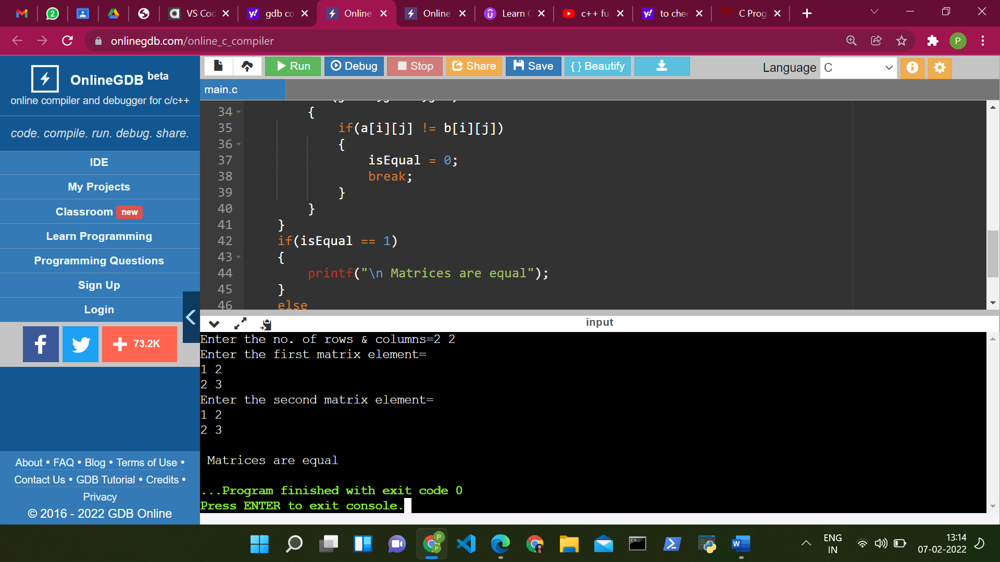 VS Cod
gdb co
Online
Online
Learn
c++ ful
to chec
C Prog
onlinegdb.com/online_c_compiler
P
OnlineGDB beta
online compiler and debugger for c/c++
code. compile. run. debug. share.
IDE
My Projects
Classroom new
Learn Programming
Programming Questions
Sign Up
Login
73.2K
About • FAQ • Blog • Terms of Use •
Contact Us • GDB Tutorial • Credits •
Privacy
© 2016 - 2022 GDB Online
Run
Debug
Stop
Share
Save
{ } Beautify
Language C
main.c
34 {
35 if(a[i][j] != b[i][j])
36 {
37 isEqual = 0;
38 break;
39 }
40 }
41 }
42 if(isEqual == 1)
43 {
44 printf("\n Matrices are equal");
45 }
46 else
input
Enter the no. of rows & columns=2 2
Enter the first matrix element=
1 2
2 3
Enter the second matrix element=
1 2
2 3
Matrices are equal
...Program finished with exit code 0
Press ENTER to exit console.
ENG
IN
13:14
07-02-2022